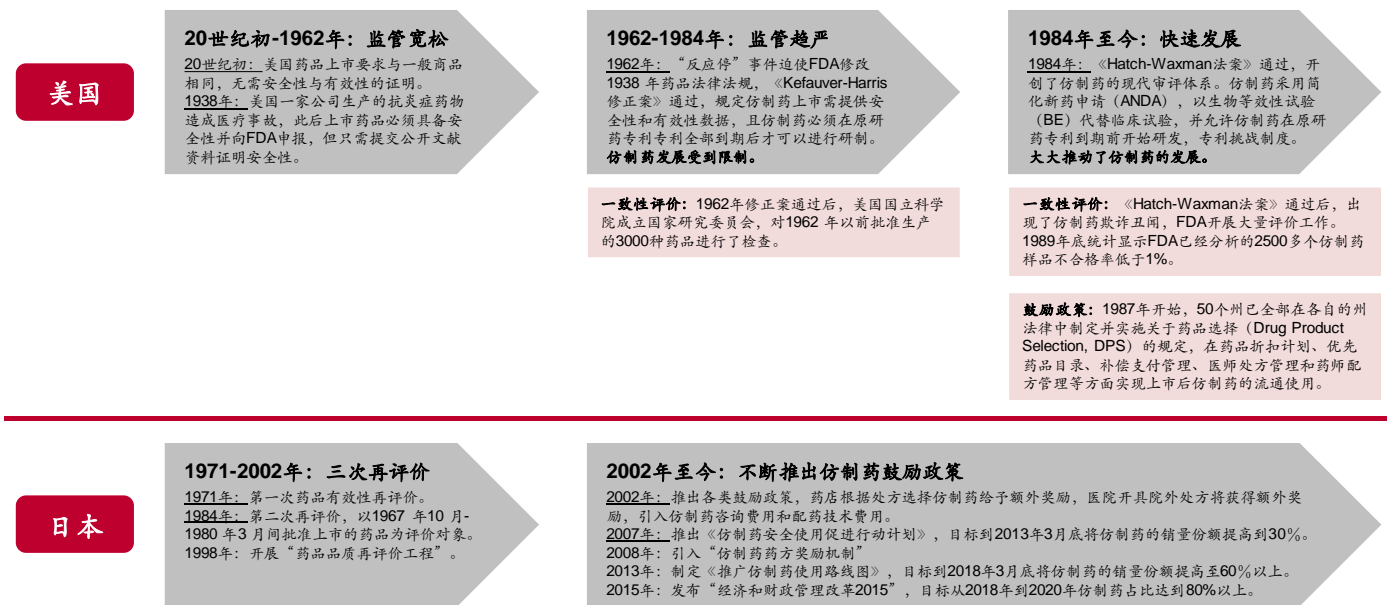 美国
20世纪初-1962年：监管宽松
20世纪初：美国药品上市要求与一般商品
相同，无需安全性与有效性的证明。
1938年：美国一家公司生产的抗炎症药物
造成医疗事故，此后上市药品必须具备安
全性并向FDA申报，但只需提交公开文献
资料证明安全性。
1962-1984年：监管趋严
1962年：“反应停”事件迫使FDA修改
1938 年药品法律法规，《Kefauver-Harris
修正案》通过，规定仿制药上市需提供安
全性和有效性数据，且仿制药必须在原研
药专利专利全部到期后才可以进行研制。
仿制药发展受到限制。
一致性评价：1962年修正案通过后，美国国立科学
院成立国家研究委员会，对1962 年以前批准生产
的3000种药品进行了检查。
1984年至今：快速发展
1984年：《Hatch-Waxman法案》通过，开
创了仿制药的现代审评体系。仿制药采用简
化新药申请（ANDA），以生物等效性试验
（BE）代替临床试验，并允许仿制药在原研
药专利到期前开始研发，专利挑战制度。
大大推动了仿制药的发展。
一致性评价：《Hatch-Waxman法案》通过后，出
现了仿制药欺诈丑闻，FDA开展大量评价工作。
1989年底统计显示FDA已经分析的2500多个仿制药
样品不合格率低于1%。
鼓励政策：1987年开始，50个州已全部在各自的州
法律中制定并实施关于药品选择（Drug Product
Selection, DPS）的规定，在药品折扣计划、优先
药品目录、补偿支付管理、医师处方管理和药师配
方管理等方面实现上市后仿制药的流通使用。
日本
1971-2002年：三次再评价
1971年：第一次药品有效性再评价。
1984年：第二次再评价，以1967 年10 月-
1980 年3 月间批准上市的药品为评价对象。
1998年：开展“药品品质再评价工程”。
2002年至今：不断推出仿制药鼓励政策
2002年：推出各类鼓励政策，药店根据处方选择仿制药给予额外奖励，医院开具院外处方将获得额外奖
励，引入仿制药咨询费用和配药技术费用。
2007年：推出《仿制药安全使用促进行动计划》，目标到2013年3月底将仿制药的销量份额提高到30％。
2008年：引入“仿制药药方奖励机制”
2013年：制定《推广仿制药使用路线图》，目标到2018年3月底将仿制药的销量份额提高至60％以上。
2015年：发布“经济和财政管理改革2015”，目标从2018年到2020年仿制药占比达到80%以上。